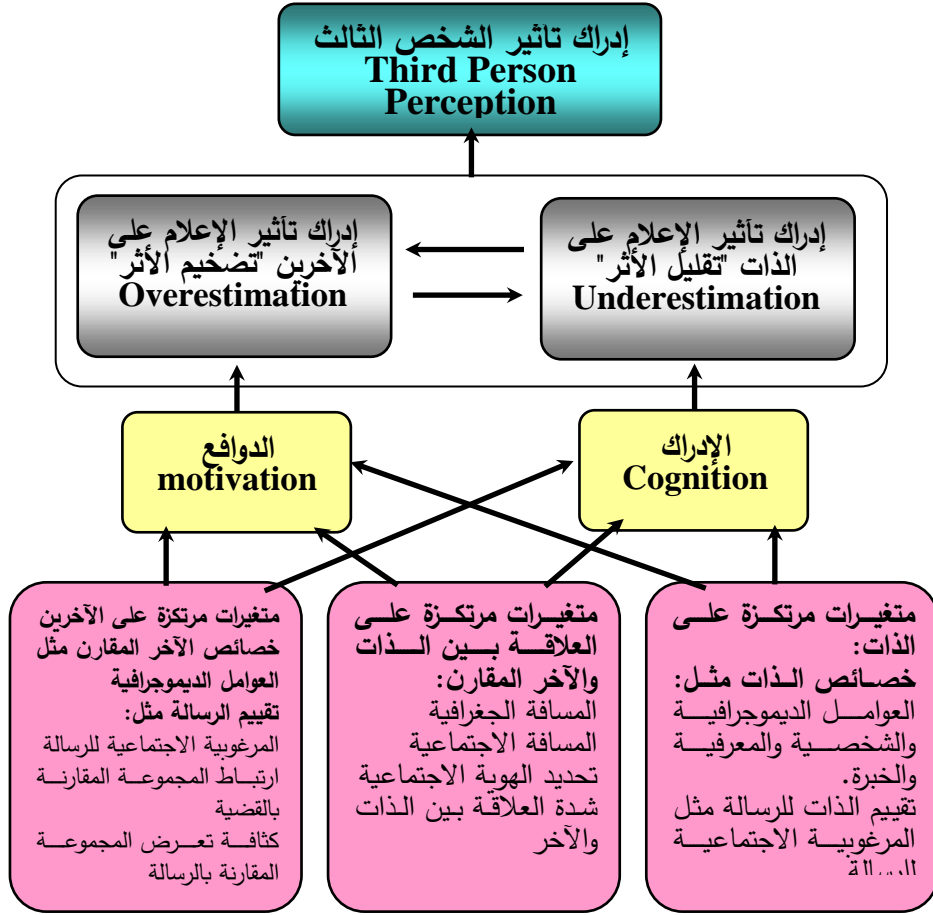 إدراك تأثير الشخص الثالث
Third Person
Perception
إدراك تأثير الإعلام على
الذات "تقليل الأثر"
Underestimation
إدراك تأثير الإعلام على
الآخرين "تضخيم الأثر"
Overestimation
الإدراك
Cognition
الدوافع
motivation
متغيرات مرتكزة على
الذات:
خصائص الذات مثل:
العوامل الديموجرافية
والشخصية والمعرفية
والخبرة.
تقييم الذات للرسالة مثل
المرغوبية الاجتماعية
للرسالة
متغيرات مرتكزة على
العلاقة بين الذات
والآخر المقارن:
المسافة الجغرافية
المسافة الاجتماعية
تحديد الهوية الاجتماعية
شدة العلاقة بين الذات
والآخر
متغيرات مرتكزة على الآخرين
خصائص الآخر المقارن مثل
العوامل الديموجرافية
تقييم الرسالة مثل:
المرغوبية الاجتماعية للرسالة
ارتباط المجموعة المقارنة
بالقضية
كثافة تعرض المجموعة
المقارنة بالرسالة